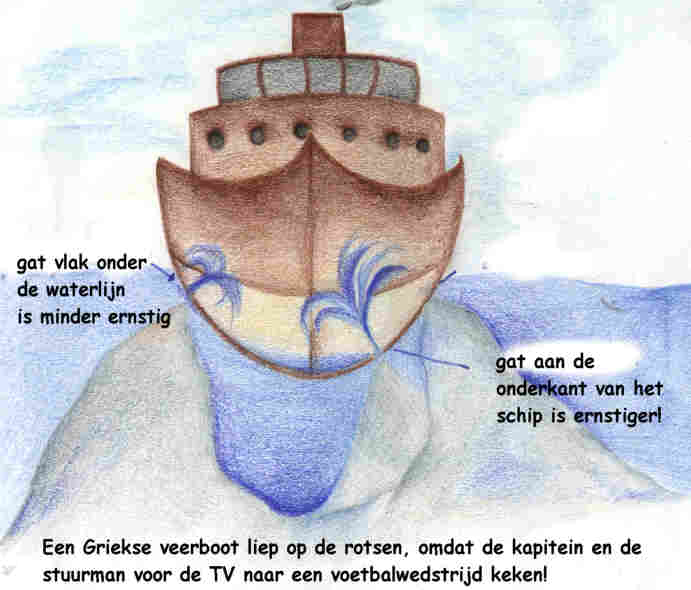 gat vlak onder
de waterlijn
is minder ernstig
gat aan de
onderkant van het
schip is ernstiger!
Een Griekse veerboot liep op de rotsen, omdat de kapitein en de
stuurman voor de TV naar een voetbalwedstrijd keken!